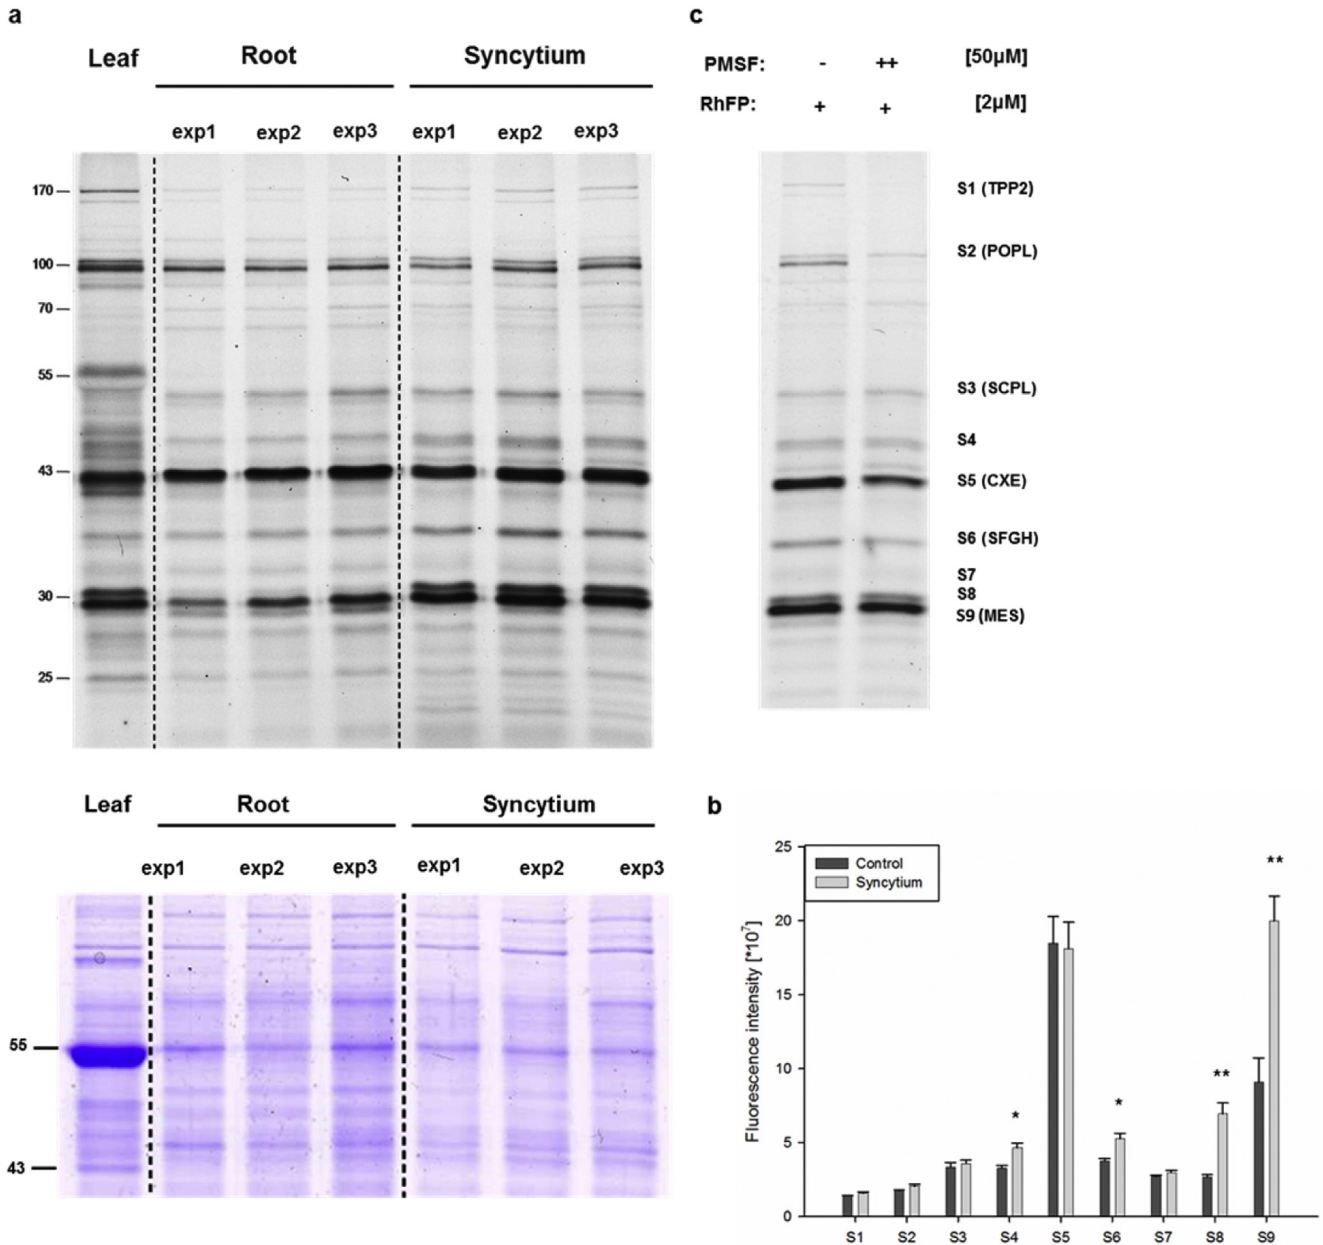 a
Leaf Root Syncytium
exp1 exp2 exp3 exp1 exp2 exp3
170
100
70
55
43
30
25
c
PMSF: - ++ [50µM]
RhFP: + + [2µM]
S1 (TPP2)
S2 (POPL)
S3 (SCPL)
S4
S5 (CXE)
S6 (SFGH)
S7
S8
S9 (MES)
Leaf Root Syncytium
exp1 exp2 exp3 exp1 exp2 exp3
55
43
b
Fluorescence intensity [*10⁷]
25
20
15
10
5
0
Control
Syncytium
*
*
**
**
S1 S2 S3 S4 S5 S6 S7 S8 S9